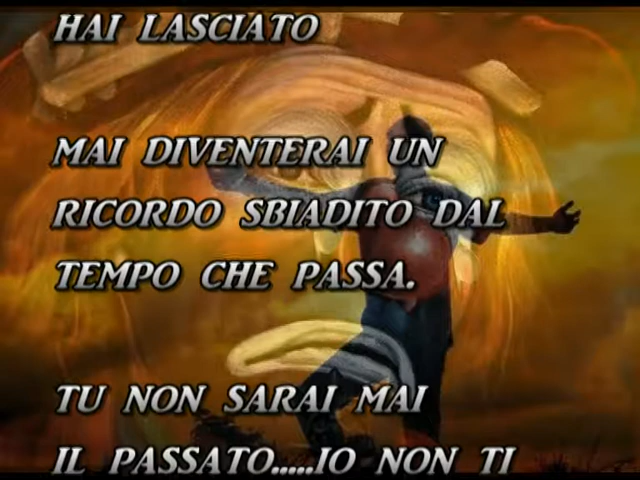 HAI LASCIATO
MAI DIVENTERAI UN
RICORDO SBIADITO DAL
TEMPO CHE PASSA.
TU NON SARAI MAI
IL PASSATO.....IO NON TI